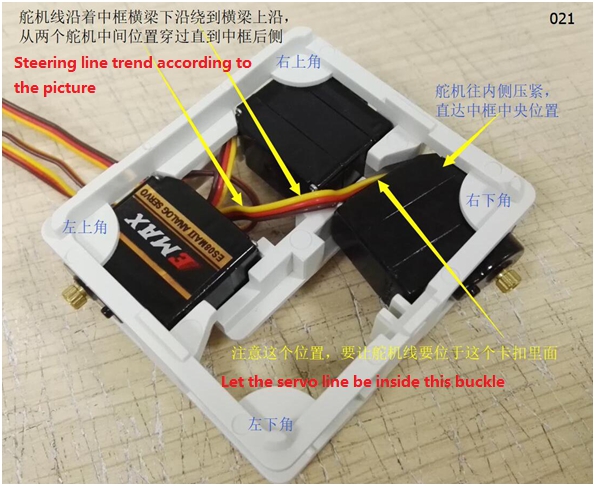 舵机线沿着中框横梁下沿绕到横梁上沿，
从两个舵机中间位置穿过直到中框后侧
021
Steering line trend according to
the picture
右上角
舵机往内侧压紧，
直达中框中央位置
左上角
右下角
EMAX
ES08MAII ANALOG SERVO
注意这个位置，要让舵机线要位于这个卡扣里面
Let the servo line be inside this buckle
左下角